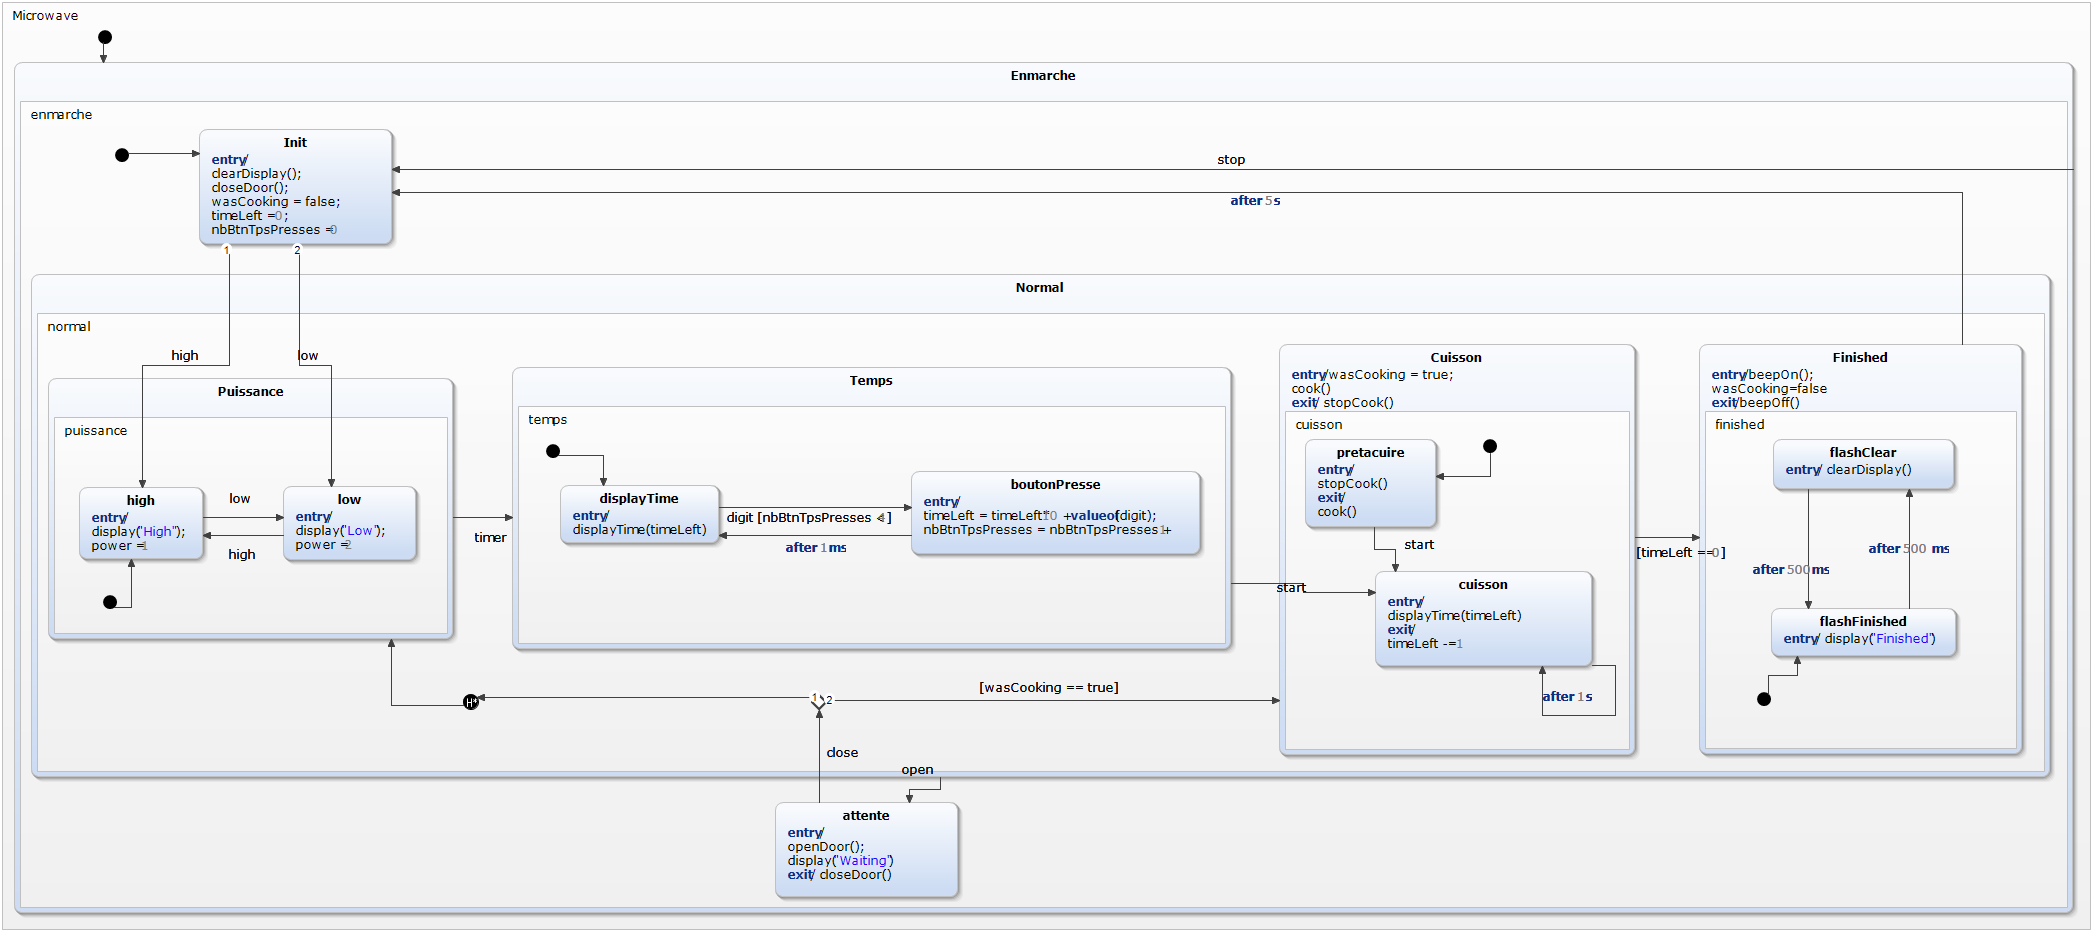 Microwave
Enmarche
enmarche
Init
entry/
clearDisplay();
closeDoor();
wasCooking = false;
timeLeft =0;
nbBtnTpsPresses =0
stop
after 5 s
1
2
Normal
normal
high
low
Puissance
puissance
high
entry/
display("High");
power =1
low
high
low
entry/
display("Low");
power =2
timer
Temps
temps
displayTime
entry/
displayTime(timeLeft)
digit [nbBtnTpsPresses < 4]
after 1 ms
boutonPresse
entry/
timeLeft = timeLeft*10 + valueof(digit);
nbBtnTpsPresses = nbBtnTpsPresses +1
start
Cuisson
entry/wasCooking = true;
cook()
exit/ stopCook()
cuisson
pretacuire
entry/
stopCook()
exit/
cook()
start
cuisson
entry/
displayTime(timeLeft)
exit/
timeLeft -=1
after 1 s
[timeLeft ==0]
Finished
entry/beepOn();
wasCooking=false
exit/beepOff()
finished
flashClear
entry/ clearDisplay()
after 500 ms
after 500 ms
flashFinished
entry/ display("Finished")
H*
1
2
[wasCooking == true]
close
open
attente
entry/
openDoor();
display("Waiting")
exit/ closeDoor()